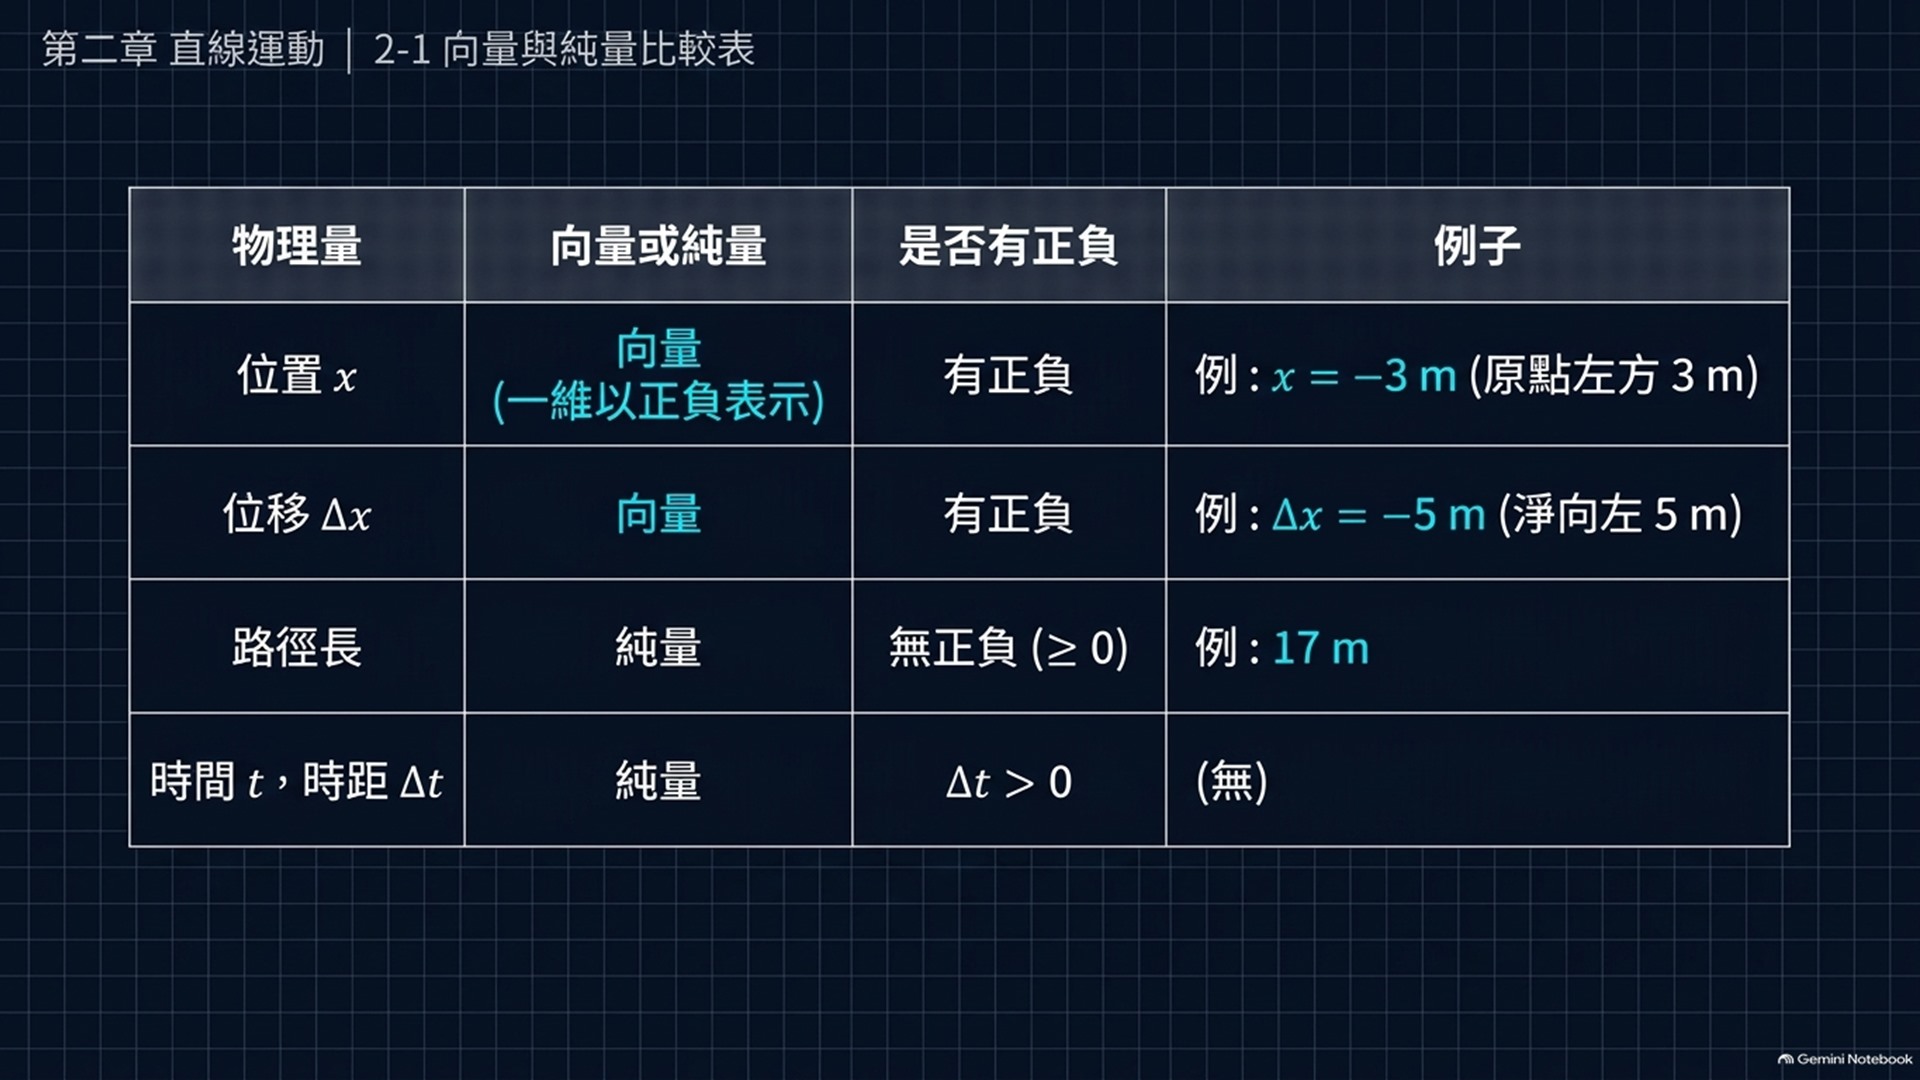 第二章 直線運動｜2-1 向量與純量比較表
物理量
向量或純量
是否有正負
例子
位置 x
向量
(一維以正負表示)
有正負
例 : x = −3 m (原點左方 3 m)
位移 Δx
向量
有正負
例 : Δx = −5 m (淨向左 5 m)
路徑長
純量
無正負 (≥ 0)
例 : 17 m
時間 t，時距 Δt
純量
Δt > 0
(無)
Gemini Notebook